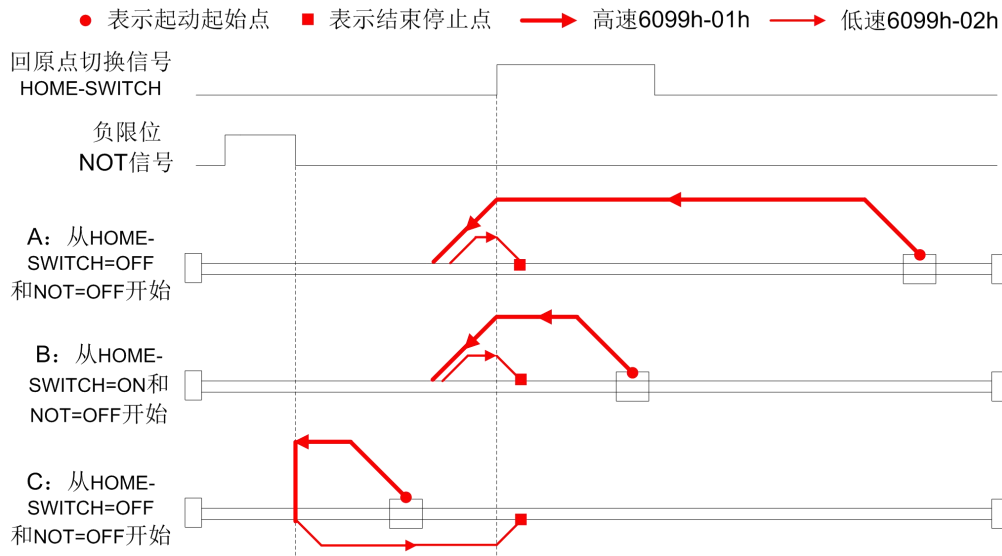 表示起动起始点 表示结束停止点 高速6099h-01h 低速6099h-02h
回原点切换信号
HOME-SWITCH
负限位
NOT信号
A：从HOME-
SWITCH=OFF
和NOT=OFF开始
B：从HOME-
SWITCH=ON和
NOT=OFF开始
C：从HOME-
SWITCH=OFF
和NOT=OFF开始